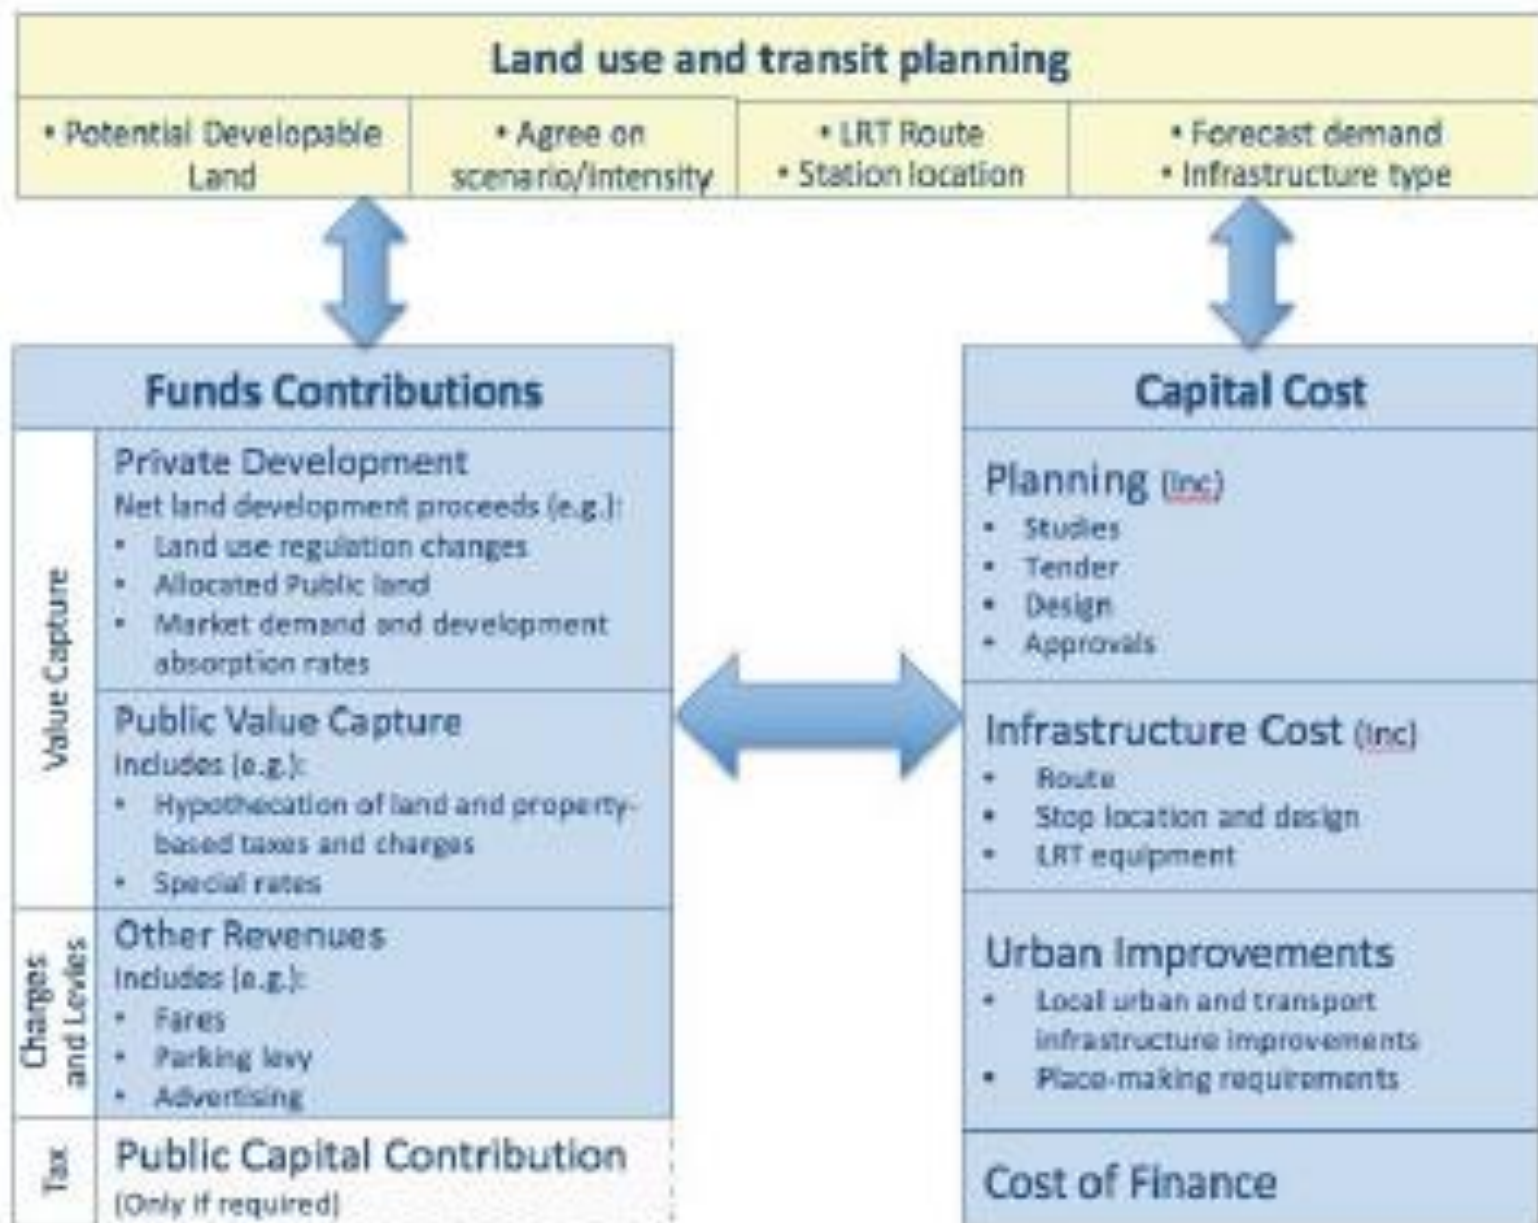 Land use and transit planning
• Potential Developable
Land
• Agree on
scenario/intensity
• LRT Route
• Station location
• Forecast demand
• Infrastructure type
Funds Contributions
Value Capture
Private Development
Net land development proceeds (e.g.):
• Land use regulation changes
• Allocated Public land
• Market demand and development
absorption rates
Public Value Capture
Includes (e.g.):
• Hypothecation of land and property-
based taxes and charges
• Special rates
Charges
and Levies
Other Revenues
Includes (e.g.):
• Fares
• Parking levy
• Advertising
Tax
Public Capital Contribution
(Only if required)
Capital Cost
Planning (Inc)
• Studies
• Tender
• Design
• Approvals
Infrastructure Cost (Inc)
• Route
• Stop location and design
• LRT equipment
Urban Improvements
• Local urban and transport
infrastructure improvements
• Place-making requirements
Cost of Finance